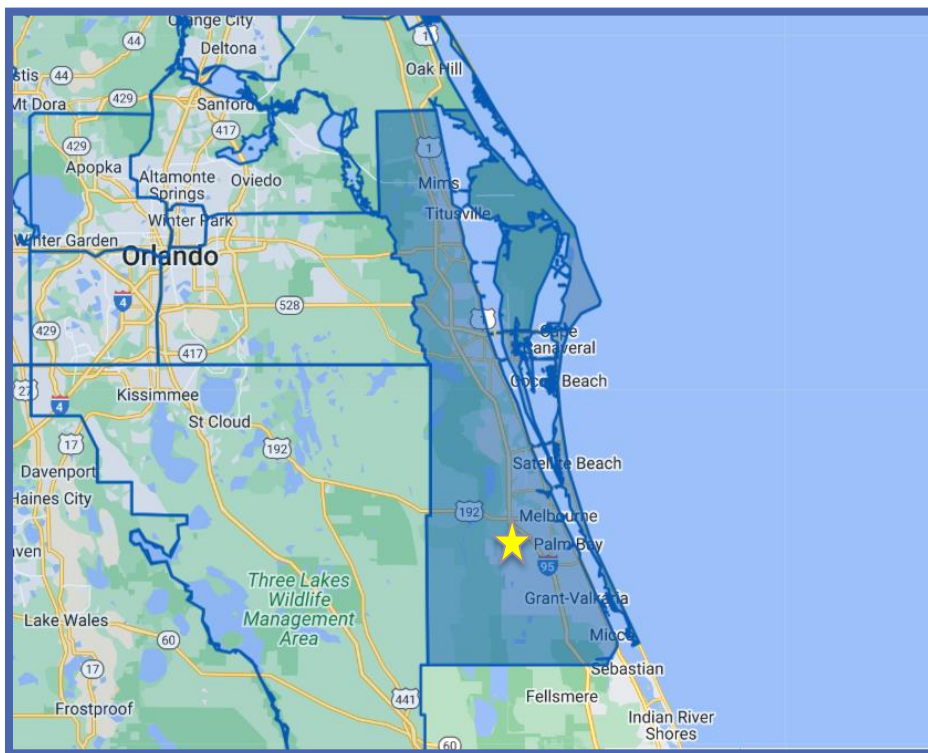 Orange City
1
44
Deltona
Oak Hill
44
429
Mt Dora
Sanford
417
429
1
Apopka
Altamonte
Springs
Oviedo
Mims
Titusville
Winter Park
Winter Garden
Orlando
4
528
429
417
Cape
Canaveral
27
4
Kissimmee
Cocoa Beach
St Cloud
17
192
Davenport
Satellite Beach
Haines City
192
Melbourne
Palm Bay
95
Three Lakes
Wildlife
Management
Area
Grant-Valkaria
Lake Wales
60
Micco
17
Sebastian
441
Fellsmere
Frostproof
Indian River
Shores
60